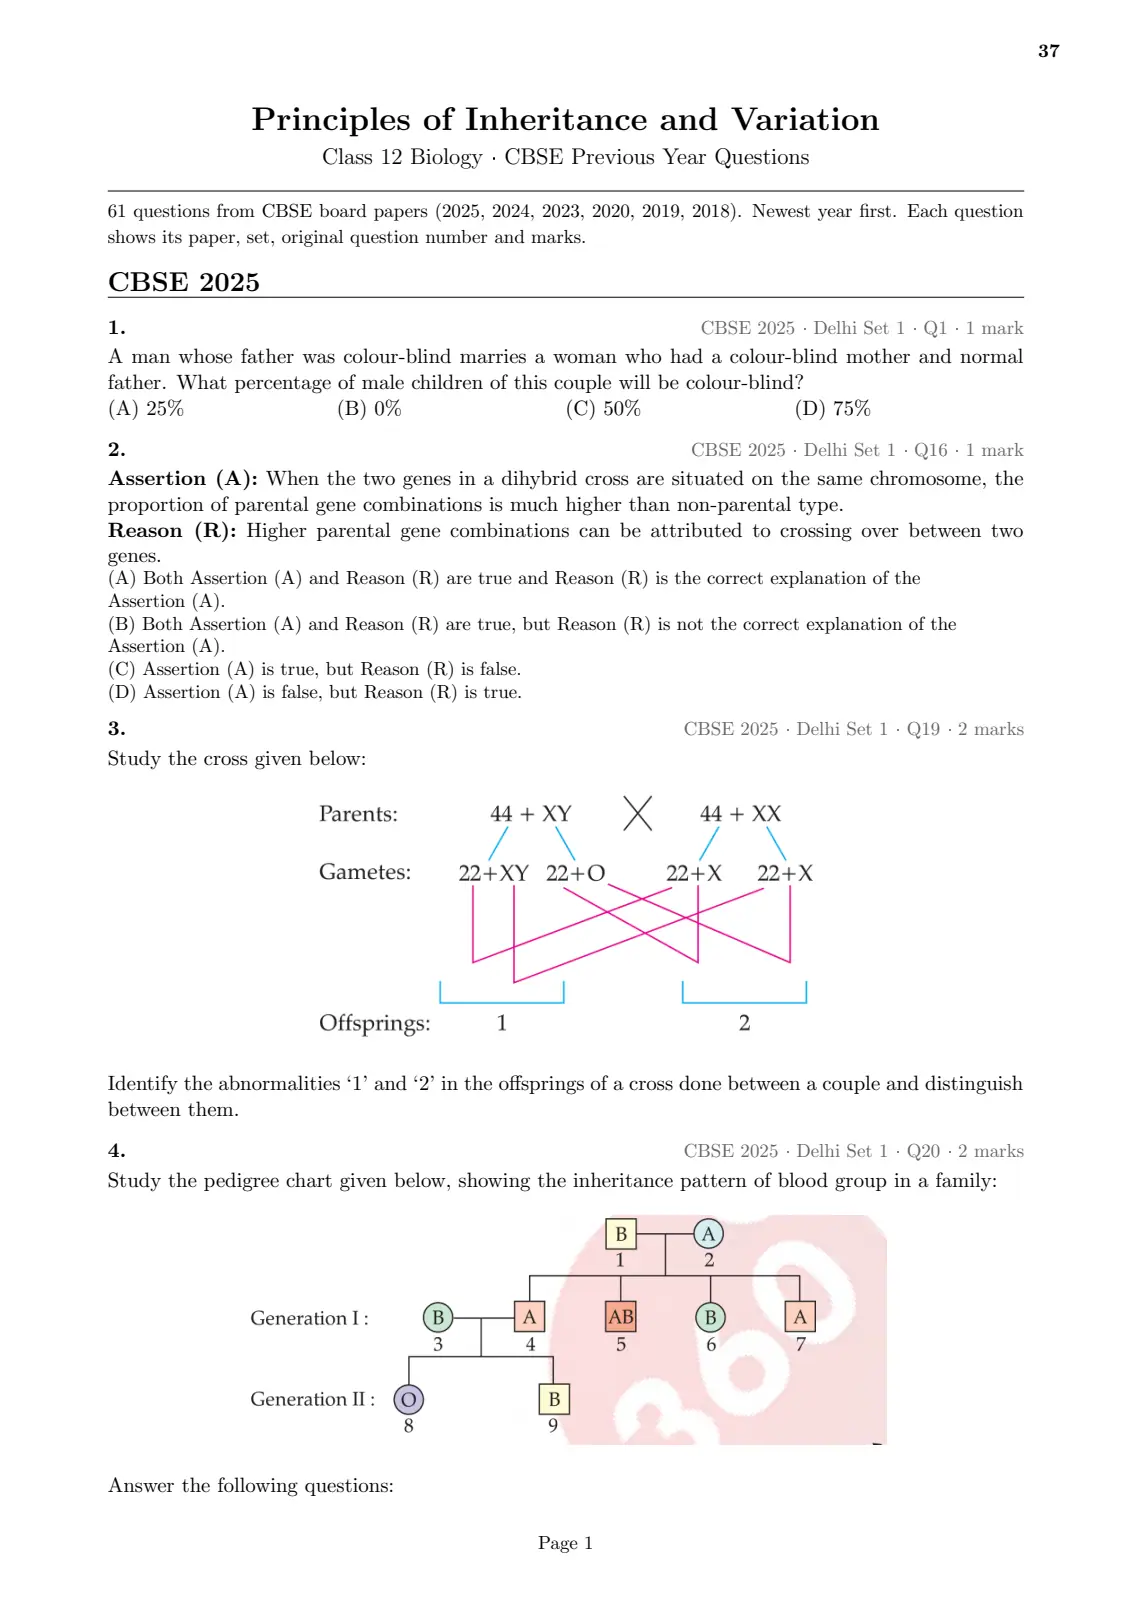 37
Principles of Inheritance and Variation
Class 12 Biology · CBSE Previous Year Questions
61 questions from CBSE board papers (2025, 2024, 2023, 2020, 2019, 2018). Newest year first. Each question
shows its paper, set, original question number and marks.
CBSE 2025
1. CBSE 2025 · Delhi Set 1 · Q1 · 1 mark
A man whose father was colour-blind marries a woman who had a colour-blind mother and normal
father. What percentage of male children of this couple will be colour-blind?
(A) 25% (B) 0% (C) 50% (D) 75%
2. CBSE 2025 · Delhi Set 1 · Q16 · 1 mark
Assertion (A): When the two genes in a dihybrid cross are situated on the same chromosome, the
proportion of parental gene combinations is much higher than non-parental type.
Reason (R): Higher parental gene combinations can be attributed to crossing over between two
genes.
(A) Both Assertion (A) and Reason (R) are true and Reason (R) is the correct explanation of the
Assertion (A).
(B) Both Assertion (A) and Reason (R) are true, but Reason (R) is not the correct explanation of the
Assertion (A).
(C) Assertion (A) is true, but Reason (R) is false.
(D) Assertion (A) is false, but Reason (R) is true.
3. CBSE 2025 · Delhi Set 1 · Q19 · 2 marks
Study the cross given below:
Parents: 44 + XY 44 + XX
Gametes: 22+XY 22+O 22+X 22+X
Offsprings: 1 2
Identify the abnormalities ‘1’ and ‘2’ in the offsprings of a cross done between a couple and distinguish
between them.
4. CBSE 2025 · Delhi Set 1 · Q20 · 2 marks
Study the pedigree chart given below, showing the inheritance pattern of blood group in a family:
B A
1 2
Generation I : B A AB B A
3 4 5 6 7
Generation II : O B
8 9
360
Answer the following questions:
Page 1